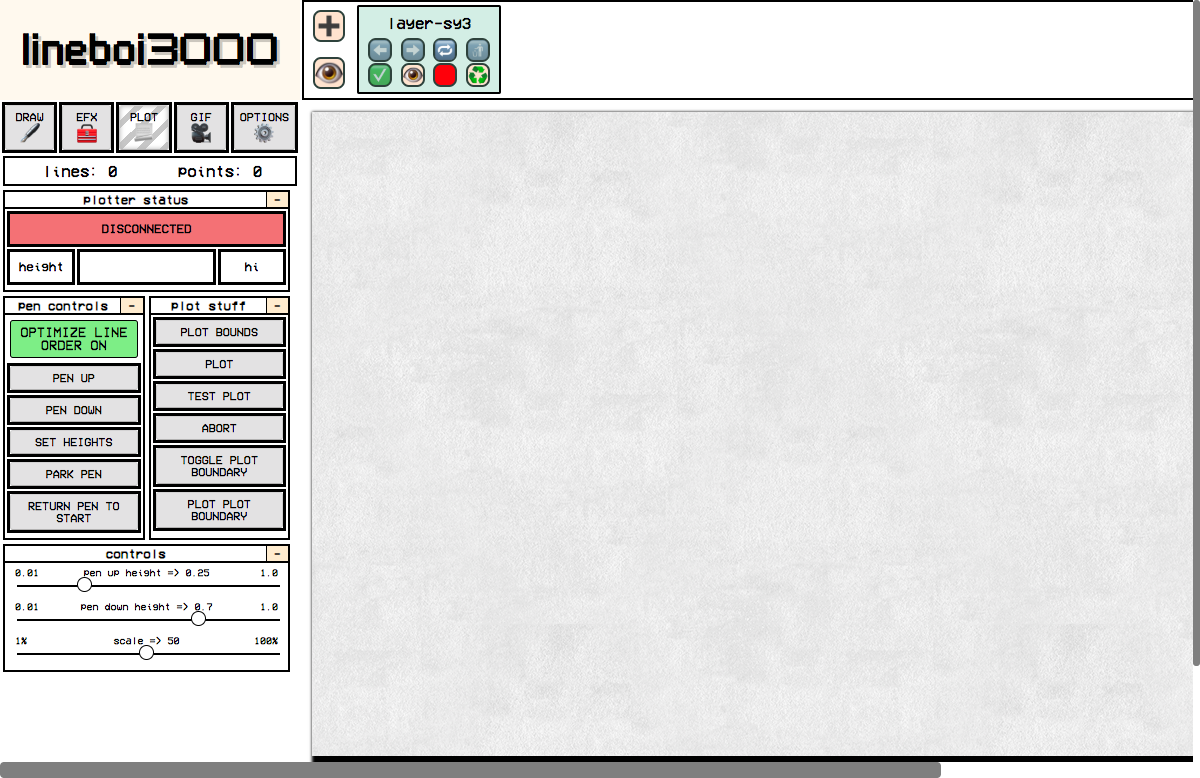 lineboi3000
layer-sy3
DRAW EFX PLOT GIF OPTIONS
lines: 0 points: 0
plotter status -
DISCONNECTED
height hi
pen controls -
OPTIMIZE LINE
ORDER ON
PEN UP
PEN DOWN
SET HEIGHTS
PARK PEN
RETURN PEN TO
START
plot stuff -
PLOT BOUNDS
PLOT
TEST PLOT
ABORT
TOGGLE PLOT
BOUNDARY
PLOT PLOT
BOUNDARY
controls -
0.01 pen up height => 0.25 1.0
0.01 pen down height => 0.7 1.0
1% scale => 50 100%